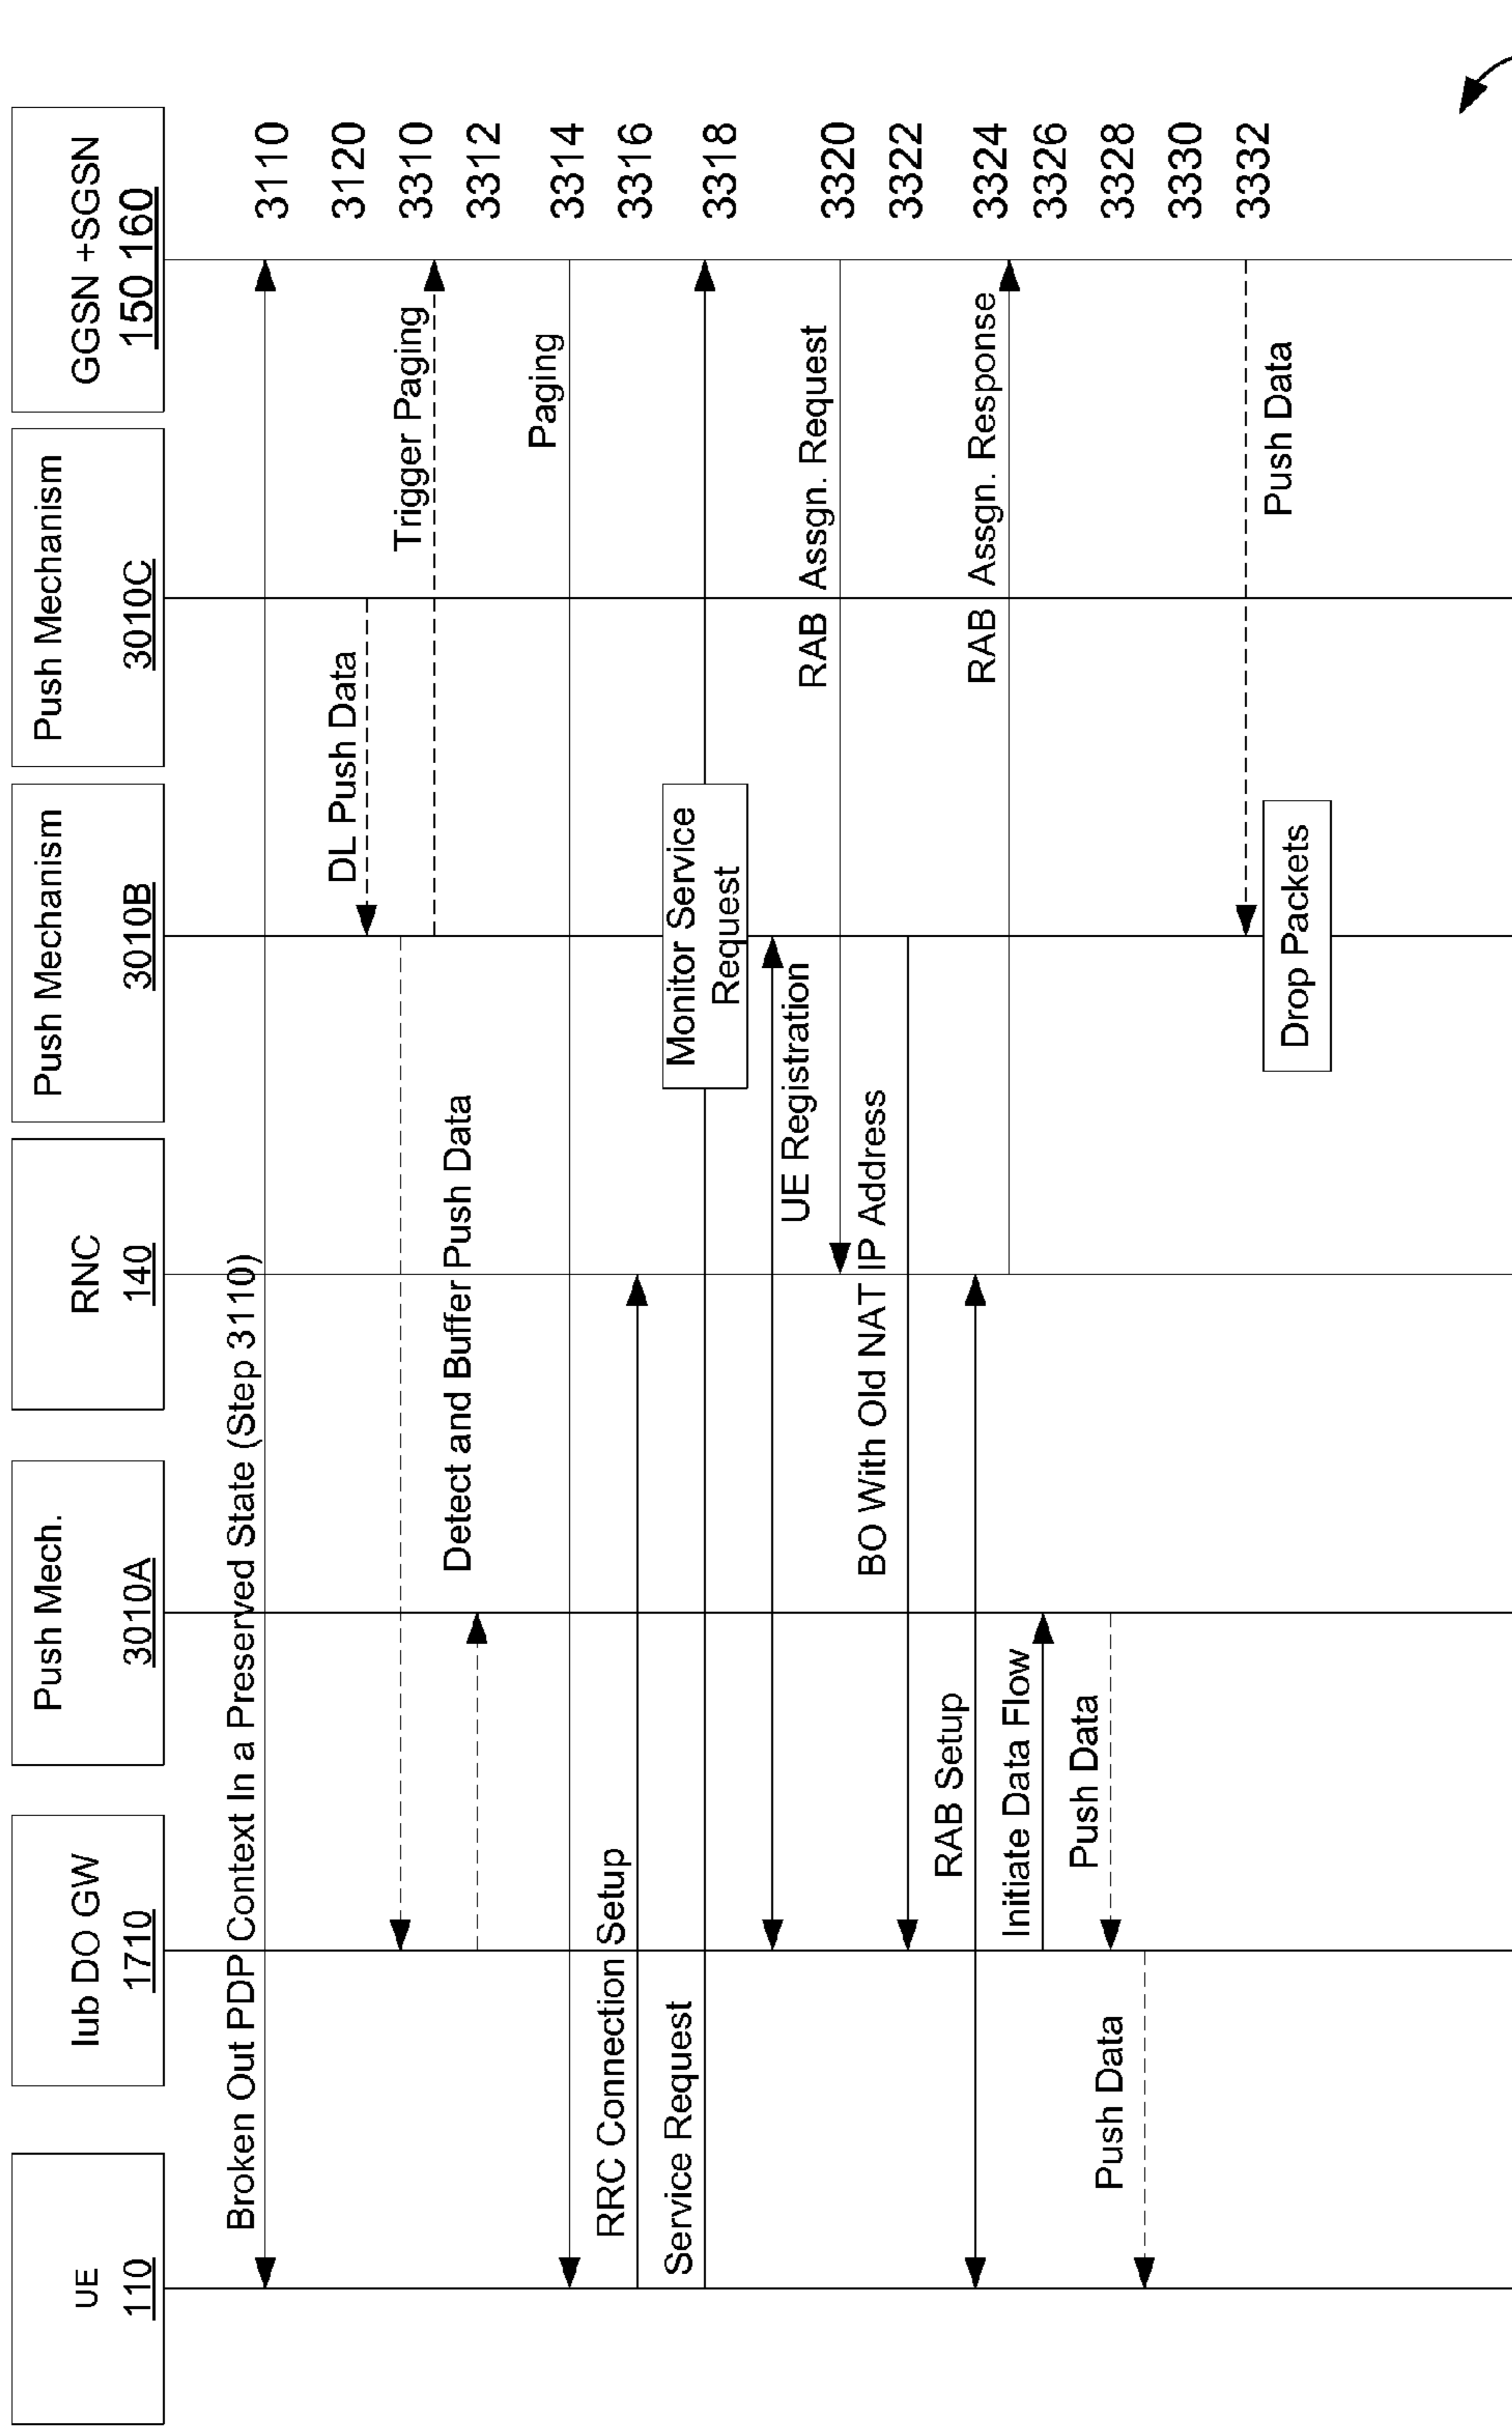 UE
110
Iub DO GW
1710
Push Mech.
3010A
RNC
140
Push Mechanism
3010B
Push Mechanism
3010C
GGSN +SGSN
150 160
Broken Out PDP Context In a Preserved State (Step 3110)
3110
DL Push Data
3120
Trigger Paging
3310
Detect and Buffer Push Data
3312
Paging
3314
RRC Connection Setup
3316
Service Request
Monitor Service
Request
3318
UE Registration
RAB Assgn. Request
3320
BO With Old NAT IP Address
3322
RAB Setup
RAB Assgn. Response
3324
Initiate Data Flow
3326
Push Data
3328
Push Data
3330
Push Data
3332
Drop Packets